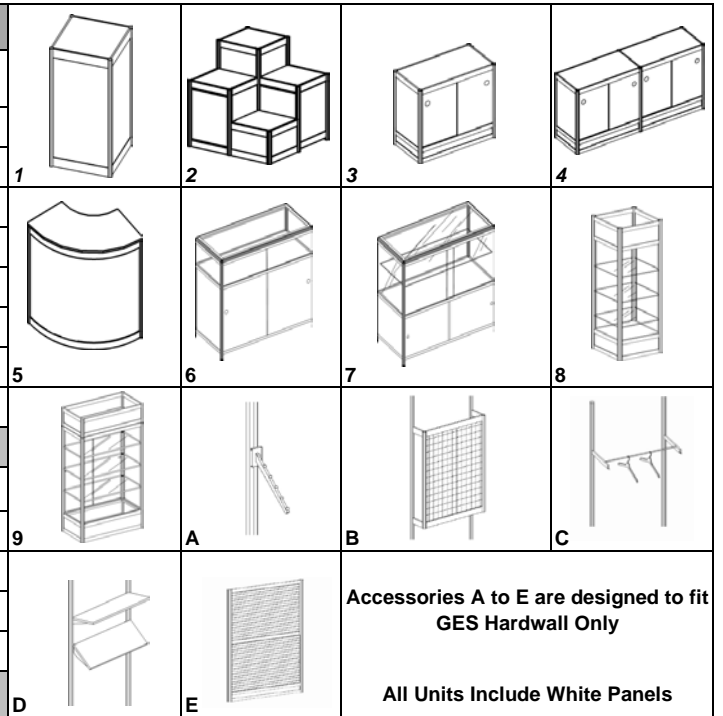 1
2
3
4
5
6
7
8
9
A
B
C
D
E
Accessories A to E are designed to fit
GES Hardwall Only
All Units Include White Panels